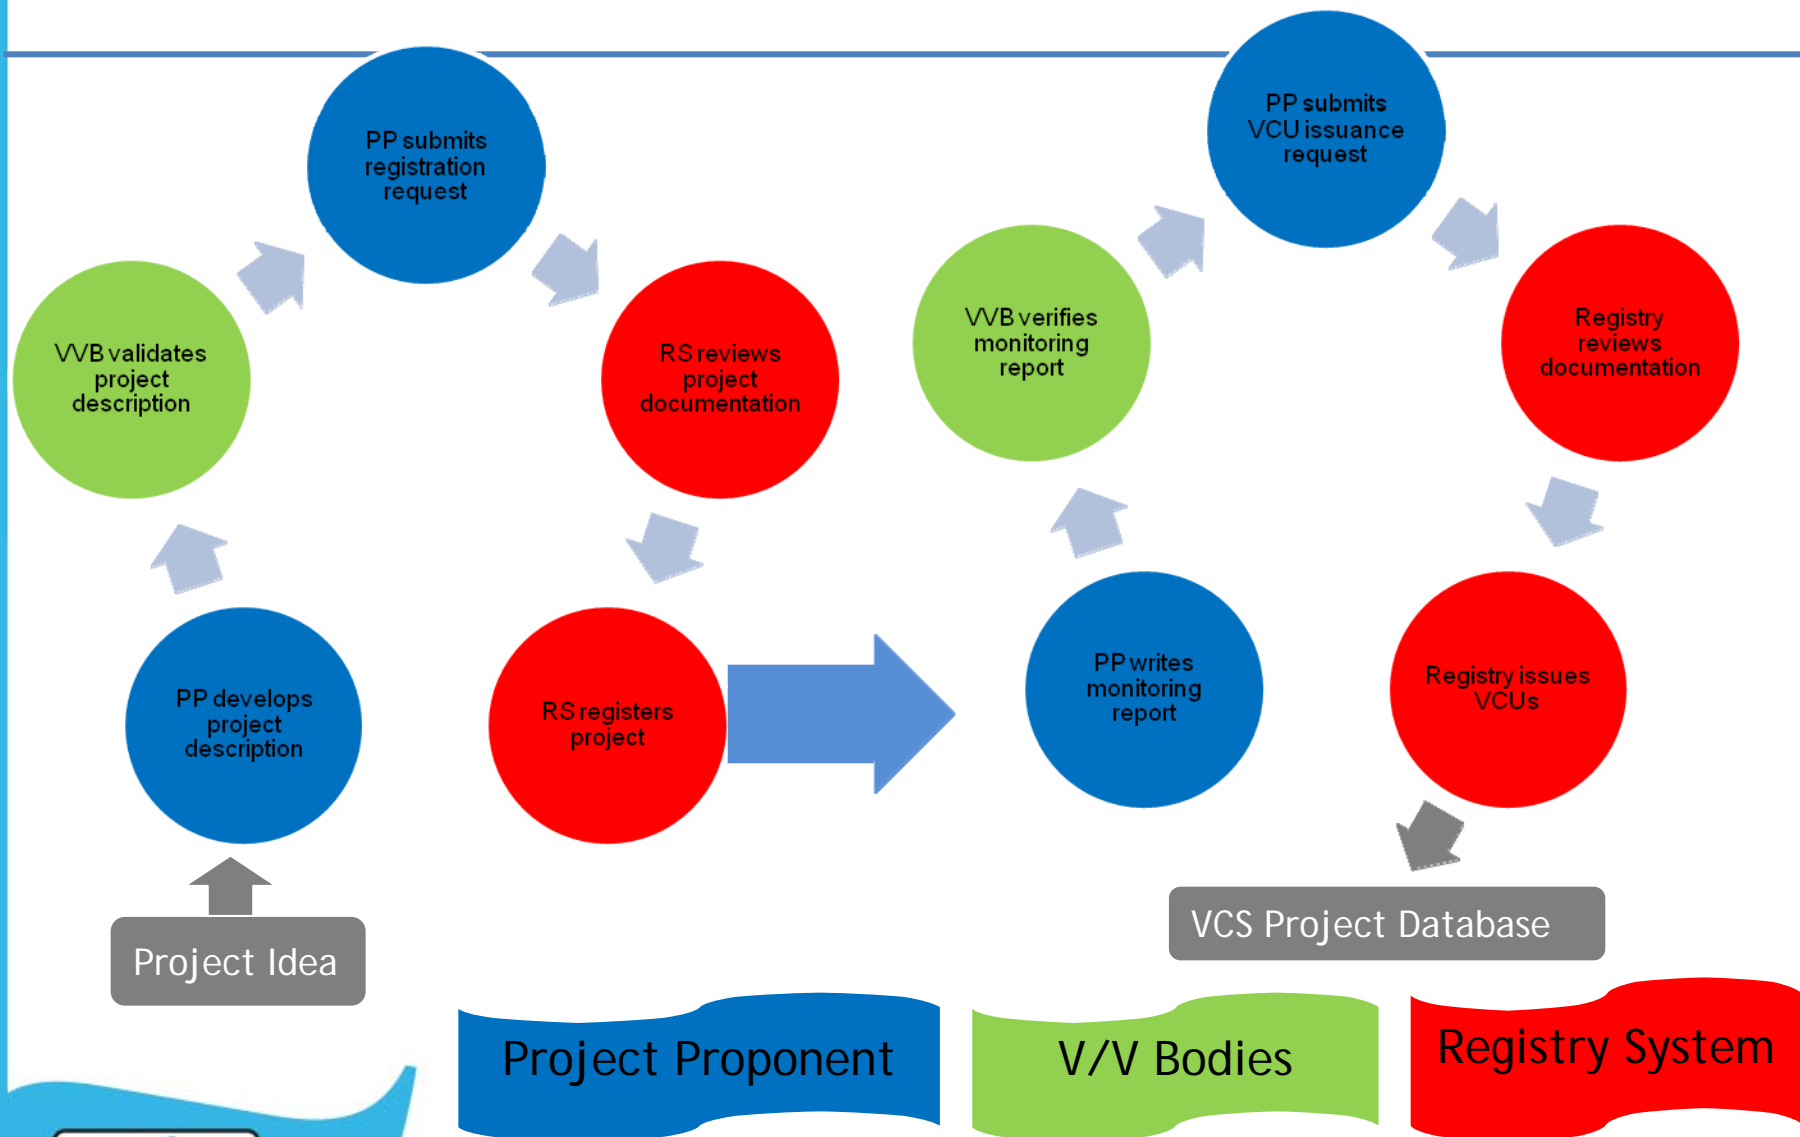 PP submits
registration
request
VVB validates
project
description
RS reviews
project
documentation
PP develops
project
description
RS registers
project
Project Idea
PP submits
VCU issuance
request
VVB verifies
monitoring
report
Registry
reviews
documentation
PP writes
monitoring
report
Registry issues
VCUs
VCS Project Database
Project Proponent
V/V Bodies
Registry System